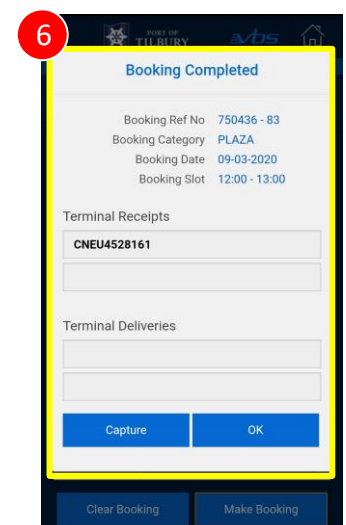 6
PORT OF
TILBURY
avbs
Booking Completed
Booking Ref No 750436 - 83
Booking Category PLAZA
Booking Date 09-03-2020
Booking Slot 12:00 - 13:00
Terminal Receipts
CNEU4528161
Terminal Deliveries
Capture OK
Clear Booking Make Booking